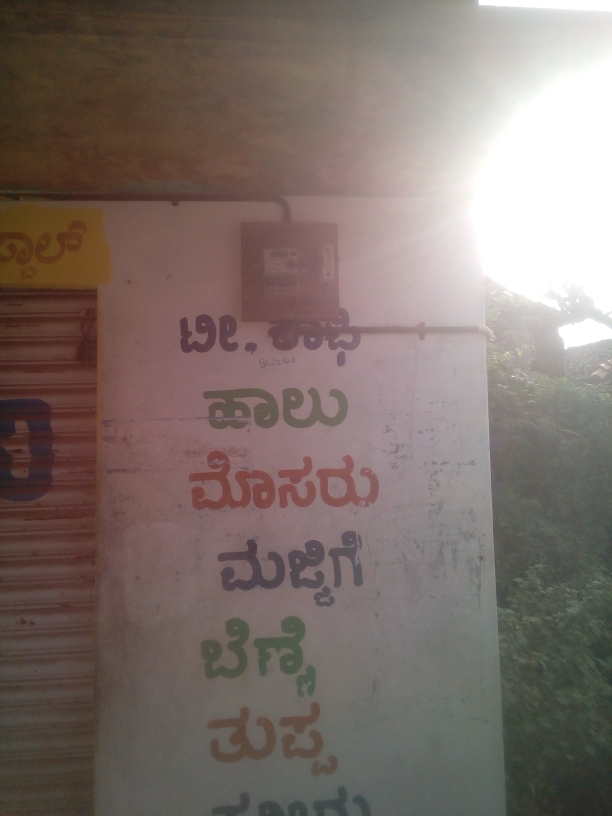 ಸ್ಟಾಲ್
ಟೀ. ಕಾಫಿ
ಹಾಲು
ಮೊಸರು
ಮಜ್ಜಿಗೆ
ಬೆಣ್ಣೆ
ತುಪ್ಪ